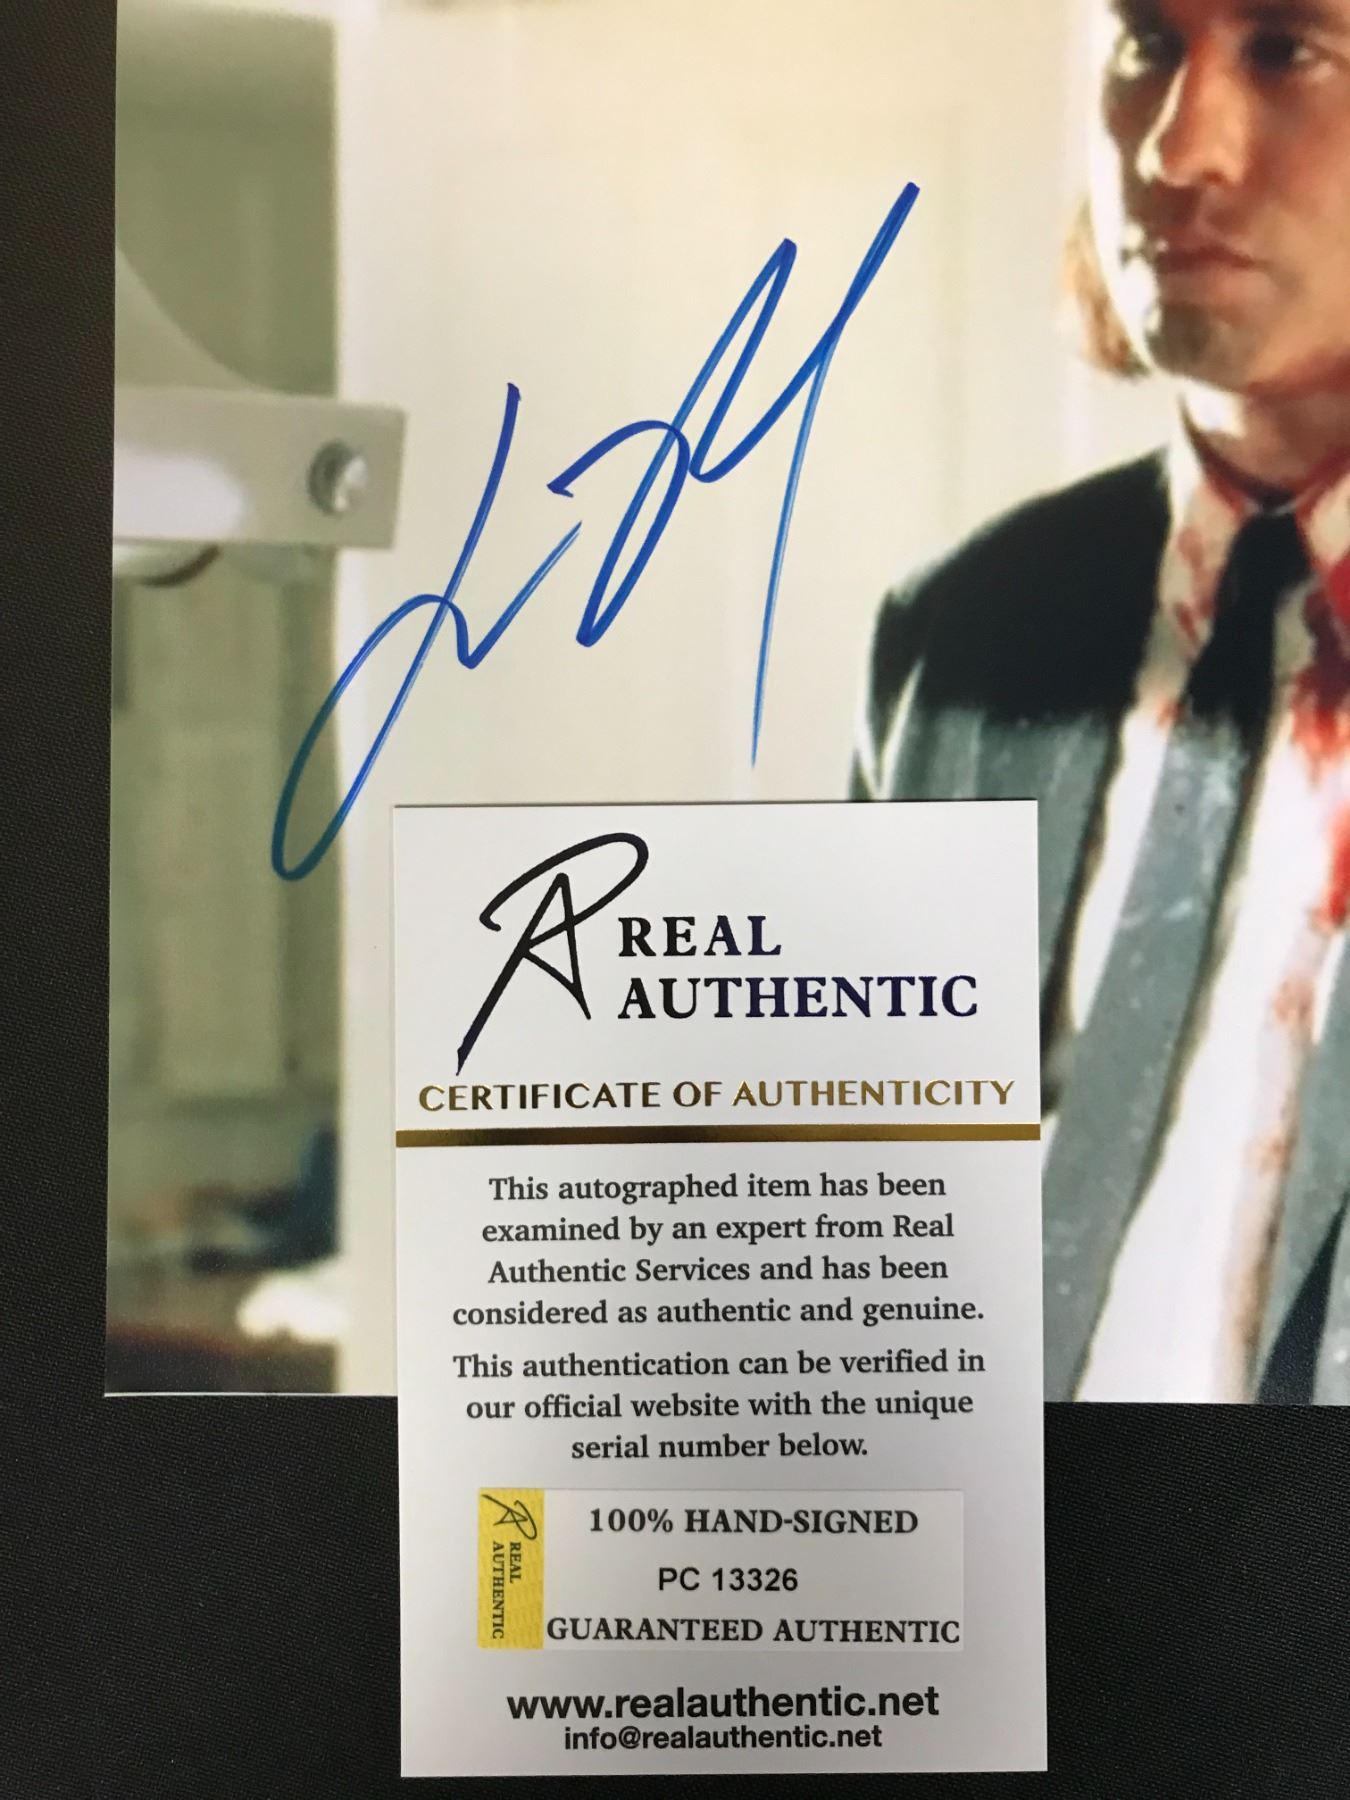 REAL
AUTHENTIC
CERTIFICATE OF AUTHENTICITY
This autographed item has been
examined by an expert from Real
Authentic Services and has been
considered as authentic and genuine.
This authentication can be verified in
our official website with the unique
serial number below.
REAL
AUTHENTIC
100% HAND-SIGNED
PC 13326
GUARANTEED AUTHENTIC
www.realauthentic.net
info@realauthentic.net